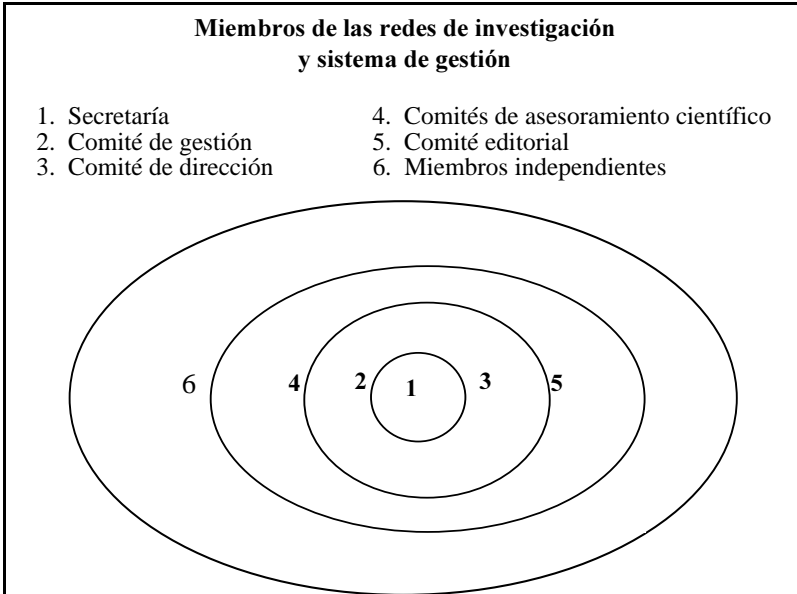 Miembros de las redes de investigación
y sistema de gestión
1. Secretaría
2. Comité de gestión
3. Comité de dirección
4. Comités de asesoramiento científico
5. Comité editorial
6. Miembros independientes
6 4 2 1 3 5